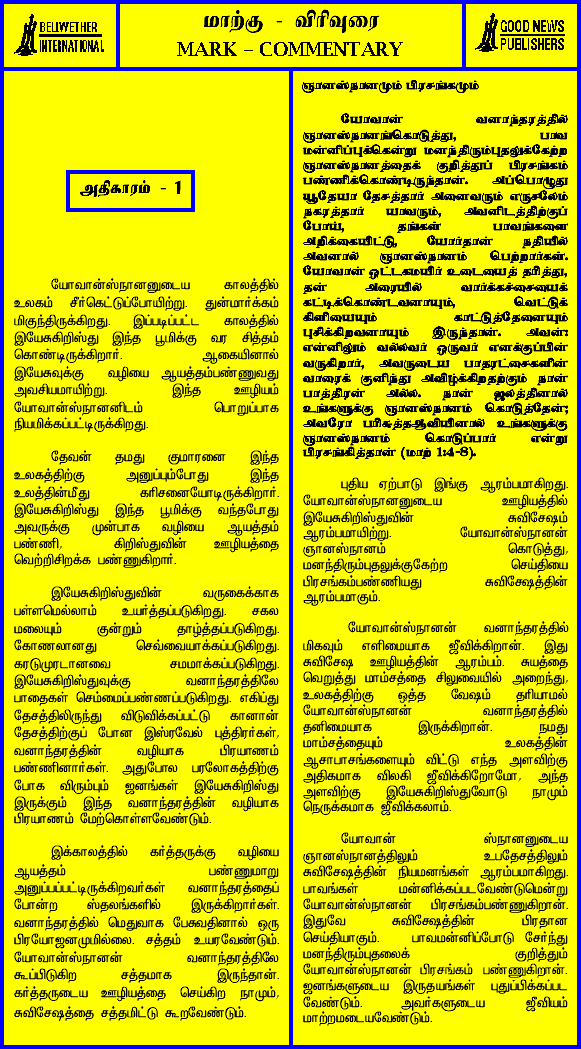 BELLWETHER
INTERNATIONAL
மாற்கு - விரிவுரை
MARK – COMMENTARY
GOOD NEWS
PUBLISHERS
அதிகாரம் - 1
யோவான்ஸ்நானனுடைய காலத்தில்
உலகம் சீர்கெட்டுப்போயிற்று. துன்மார்க்கம்
மிகுந்திருக்கிறது. இப்படிப்பட்ட காலத்தில்
இயேசுகிறிஸ்து இந்த பூமிக்கு வர சித்தம்
கொண்டிருக்கிறார். ஆகையினால்
இயேசுவுக்கு வழியை ஆயத்தம்பண்ணுவது
அவசியமாயிற்று. இந்த ஊழியம்
யோவான்ஸ்நானனிடம் பொறுப்பாக
நியமிக்கப்பட்டிருக்கிறது.
தேவன் தமது குமாரனை இந்த
உலகத்திற்கு அனுப்பும்போது இந்த
உலத்தின்மீது கரிசனையோடிருக்கிறார்.
இயேசுகிறிஸ்து இந்த பூமிக்கு வந்தபோது
அவருக்கு முன்பாக வழியை ஆயத்தம்
பண்ணி, கிறிஸ்துவின் ஊழியத்தை
வெற்றிசிறக்க பண்ணுகிறார்.
இயேசுகிறிஸ்துவின் வருகைக்காக
பள்ளமெல்லாம் உயர்த்தப்படுகிறது. சகல
மலையும் குன்றும் தாழ்த்தப்படுகிறது.
கோணலானது செவ்வையாக்கப்படுகிறது.
கரடுமுரடானவை சமமாக்கப்படுகிறது.
இயேசுகிறிஸ்துவுக்கு வனாந்தரத்திலே
பாதைகள் செம்மைப்பண்ணப்படுகிறது. எகிப்து
தேசத்திலிருந்து விடுவிக்கப்பட்டு கானான்
தேசத்திற்குப் போன இஸ்ரவேல் புத்திரர்கள்,
வனாந்தரத்தின் வழியாக பிரயாணம்
பண்ணினார்கள். அதுபோல பரலோகத்திற்கு
போக விரும்பும் ஜனங்கள் இயேசுகிறிஸ்து
இருக்கும் இந்த வனாந்தரத்தின் வழியாக
பிரயாணம் மேற்கொள்ளவேண்டும்.
இக்காலத்தில் கர்த்தருக்கு வழியை
ஆயத்தம் பண்ணுமாறு
அனுப்பப்பட்டிருக்கிறவர்கள் வனாந்தரத்தைப்
போன்ற ஸ்தலங்களில் இருக்கிறார்கள்.
வனாந்தரத்தில் மெதுவாக பேசுவதினால் ஒரு
பிரயோஜனமுமில்லை. சத்தம் உயரவேண்டும்.
யோவான்ஸ்நானன் வனாந்தரத்திலே
கூப்பிடுகிற சத்தமாக இருந்தான்.
கர்த்தருடைய ஊழியத்தை செய்கிற நாமும்,
சுவிசேஷத்தை சத்தமிட்டு கூறவேண்டும்.
ஞானஸ்நானமும் பிரசங்கமும்
யோவான் வனாந்தரத்தில்
ஞானஸ்நானங்கொடுத்து, பாவ
மன்னிப்புக்கென்று மனந்திரும்புதலுக்கேற்ற
ஞானஸ்நானத்தைக் குறித்துப் பிரசங்கம்
பண்ணிக்கொண்டிருந்தான். அப்பொழுது
யூதேயா தேசத்தார் அனைவரும் எருசலேம்
நகரத்தார் யாவரும், அவனிடத்திற்குப்
போய், தங்கள் பாவங்களை
அறிக்கையிட்டு, யோர்தான் நதியில்
அவனால் ஞானஸ்நானம் பெற்றார்கள்.
யோவான் ஒட்டகமயிர் உடையைத் தரித்து,
தன் அரையில் வார்க்கச்சையைக்
கட்டிக்கொண்டவனாயும், வெட்டுக்
கிளியையும் காட்டுத்தேனையும்
புசிக்கிறவனாயும் இருந்தான். அவன்:
என்னிலும் வல்லவர் ஒருவர் எனக்குப்பின்
வருகிறார், அவருடைய பாதரட்சைகளின்
வாரைக் குனிந்து அவிழ்க்கிறதற்கும் நான்
பாத்திரன் அல்ல. நான் ஜலத்தினால்
உங்களுக்கு ஞானஸ்நானம் கொடுத்தேன்;
அவரோ பரிசுத்தஆவியினால் உங்களுக்கு
ஞானஸ்நானம் கொடுப்பார் என்று
பிரசங்கித்தான் (மாற் 1:4-8).
புதிய ஏற்பாடு இங்கு ஆரம்பமாகிறது.
யோவான்ஸ்நானனுடைய ஊழியத்தில்
இயேசுகிறிஸ்துவின் சுவிசேஷம்
ஆரம்பமாயிற்று. யோவான்ஸ்நானன்
ஞானஸ்நானம் கொடுத்து,
மனந்திரும்புதலுக்குகேற்ற செய்தியை
பிரசங்கம்பண்ணியது சுவிசேஷத்தின்
ஆரம்பமாகும்.
யோவான்ஸ்நானன் வனாந்தரத்தில்
மிகவும் எளிமையாக ஜீவிக்கிறான். இது
சுவிசேஷ ஊழியத்தின் ஆரம்பம். சுயத்தை
வெறுத்து மாம்சத்தை சிலுவையில் அறைந்து,
உலகத்திற்கு ஒத்த வேஷம் தரியாமல்
யோவான்ஸ்நானன் வனாந்தரத்தில்
தனிமையாக இருக்கிறான். நமது
மாம்சத்தையும் உலகத்தின்
ஆசாபாசங்களையும் விட்டு எந்த அளவிற்கு
அதிகமாக விலகி ஜீவிக்கிறோமோ, அந்த
அளவிற்கு இயேசுகிறிஸ்துவோடு நாமும்
நெருக்கமாக ஜீவிக்கலாம்.
யோவான் ஸ்நானனுடைய
ஞானஸ்நானத்திலும் உபதேசத்திலும்
சுவிசேஷத்தின் நியமனங்கள் ஆரம்பமாகிறது.
பாவங்கள் மன்னிக்கப்படவேண்டுமென்று
யோவான்ஸ்நானன் பிரசங்கம்பண்ணுகிறான்.
இதுவே சுவிசேஷத்தின் பிரதான
செய்தியாகும். பாவமன்னிப்போடு சேர்ந்து
மனந்திரும்புதலைக் குறித்தும்
யோவான்ஸ்நானன் பிரசங்கம் பண்ணுகிறான்.
ஜனங்களுடைய இருதயங்கள் புதுப்பிக்கப்பட
வேண்டும். அவர்களுடைய ஜீவியம்
மாற்றமடையவேண்டும்.